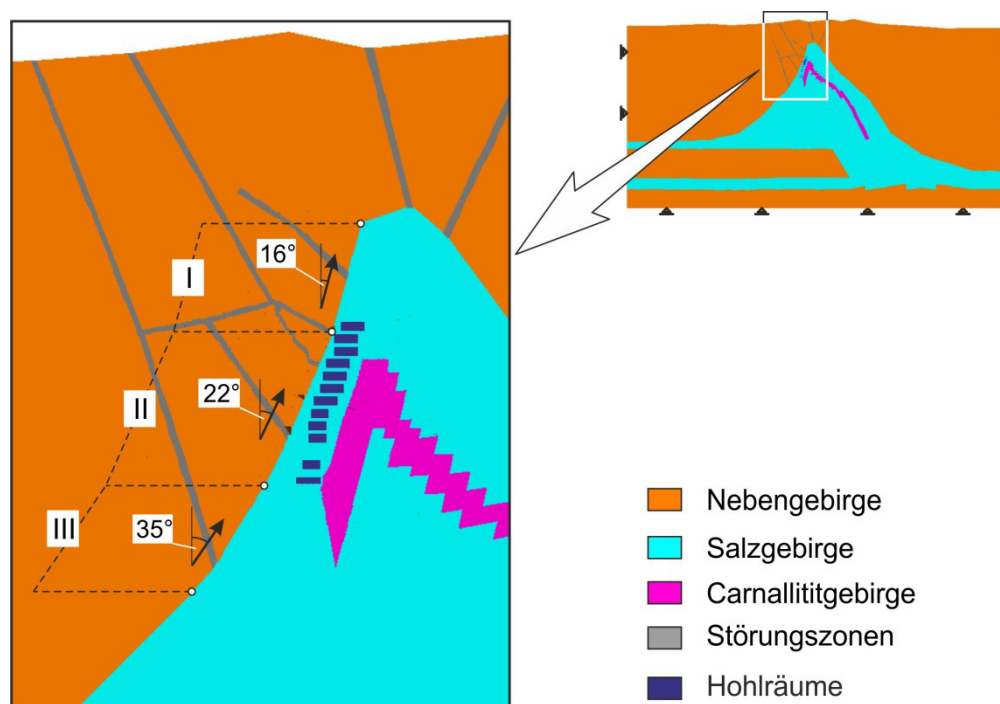 I
16°
II
22°
III
35°
Nebengebirge
Salzgebirge
Carnallititgebirge
Störungszonen
Hohlräume